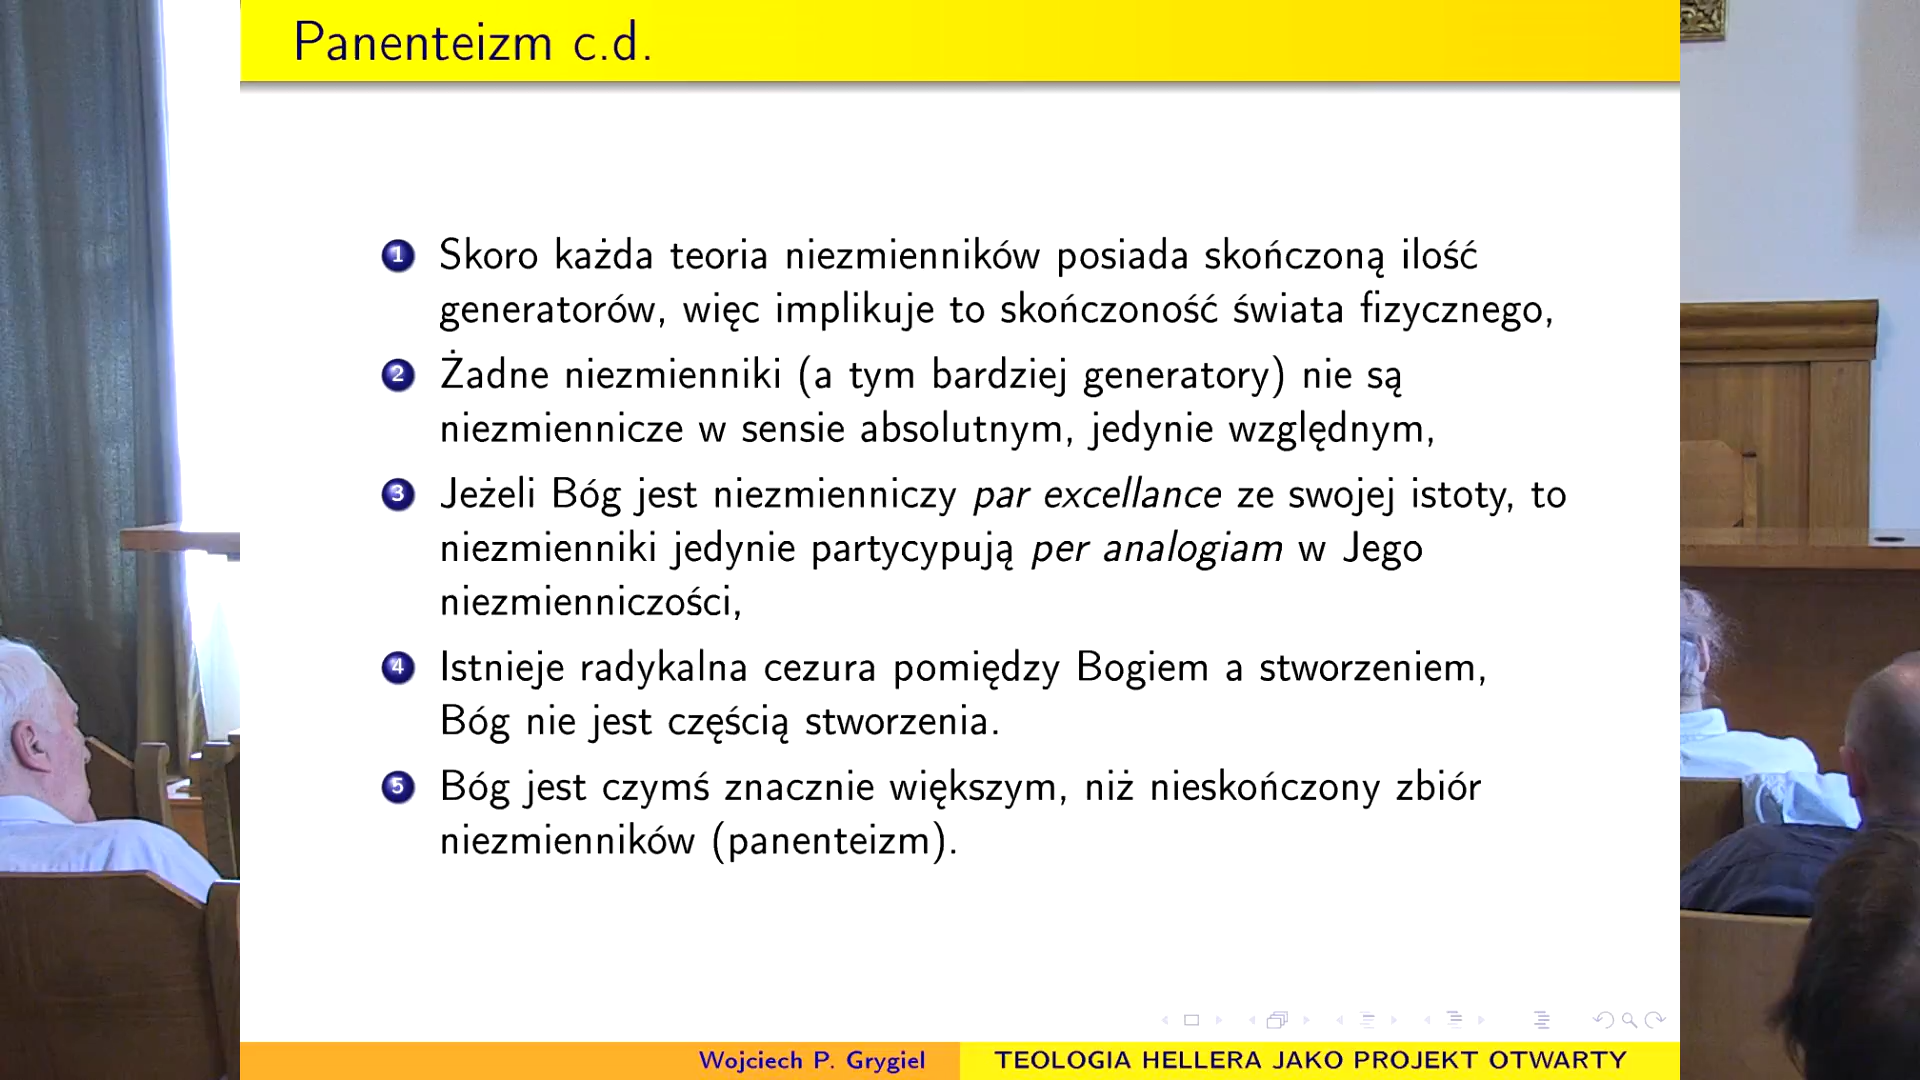 Panenteizm c.d.
1 Skoro każda teoria niezmienników posiada skończoną ilość
generatorów, więc implikuje to skończoność świata fizycznego,
2 Żadne niezmienniki (a tym bardziej generatory) nie są
niezmiennicze w sensie absolutnym, jedynie względnym,
3 Jeżeli Bóg jest niezmienniczy par excellance ze swojej istoty, to
niezmienniki jedynie partycypują per analogiam w Jego
niezmienniczości,
4 Istnieje radykalna cezura pomiędzy Bogiem a stworzeniem,
Bóg nie jest częścią stworzenia.
5 Bóg jest czymś znacznie większym, niż nieskończony zbiór
niezmienników (panenteizm).
Wojciech P. Grygiel
TEOLOGIA HELLERA JAKO PROJEKT OTWARTY